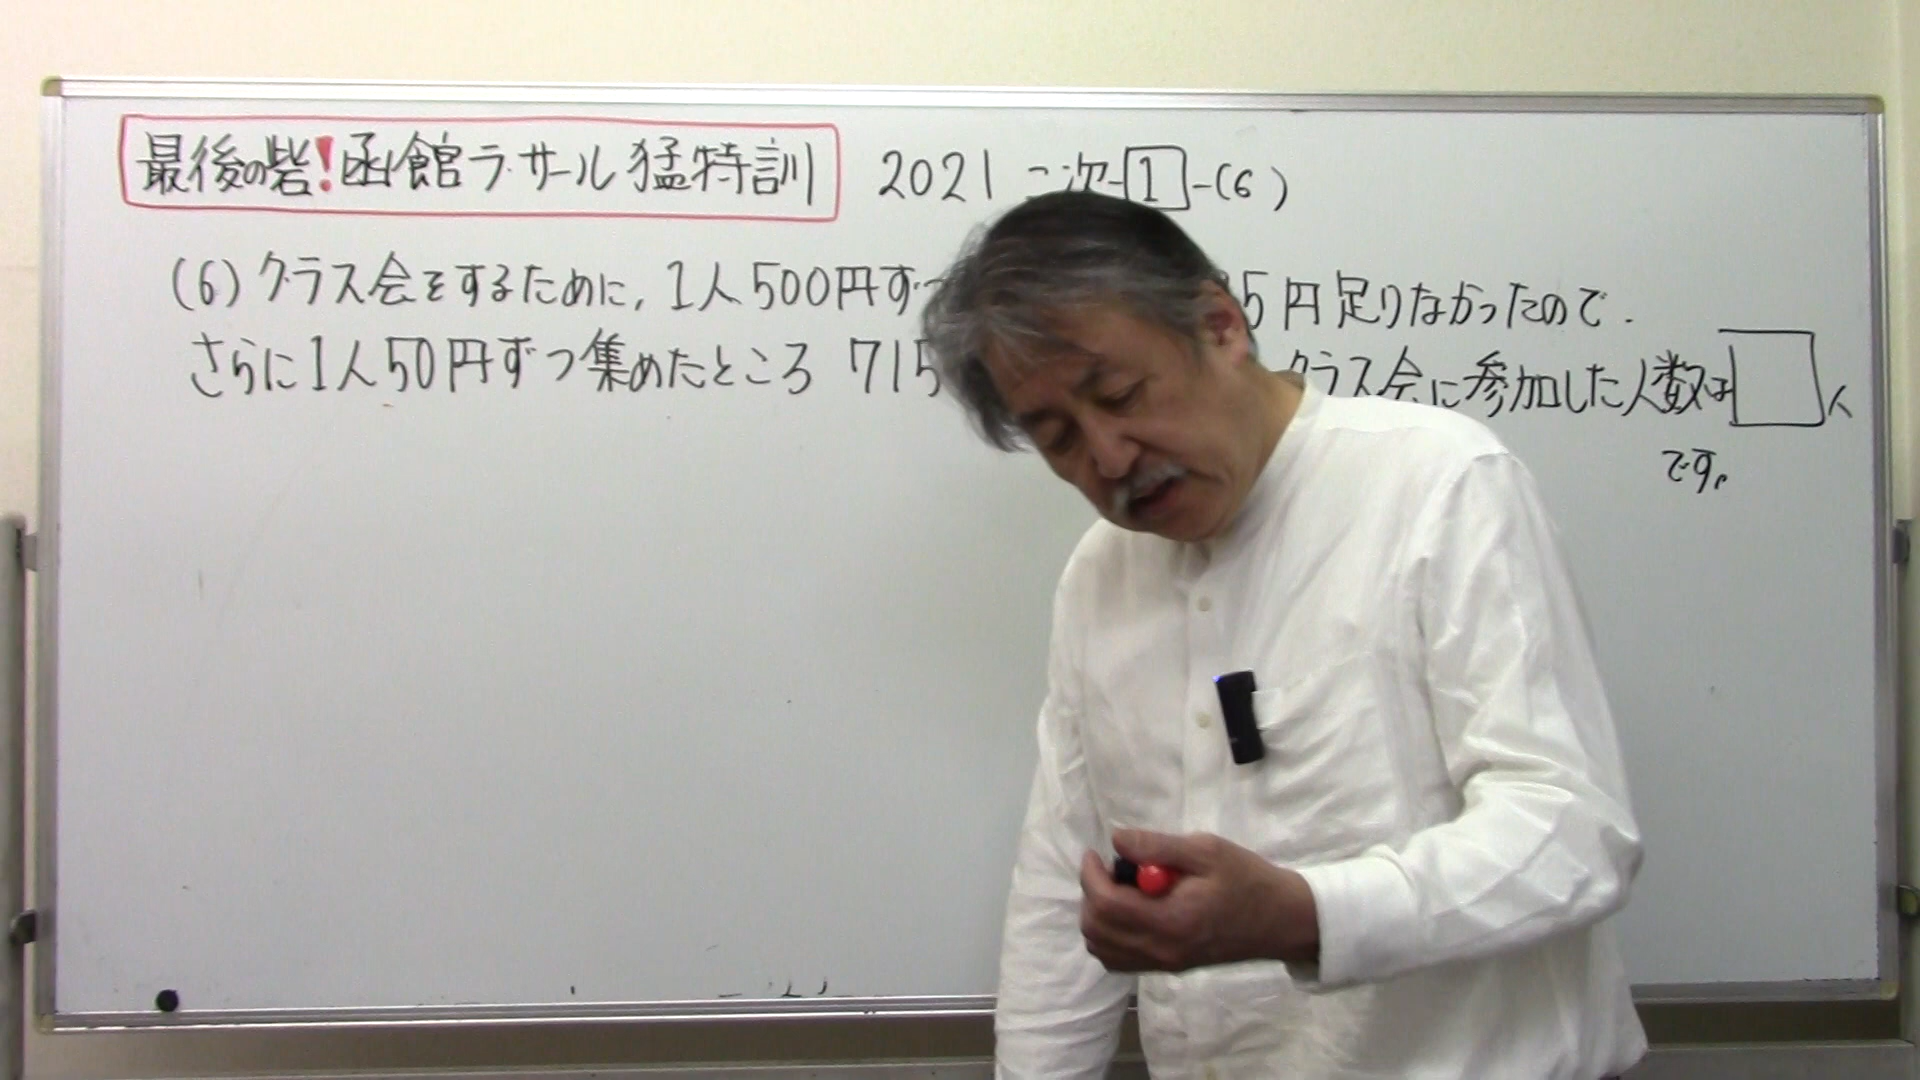 最後の砦!函館ラ・サール猛特訓 2021 二次-1-(6)
(6)クラス会をするために,1人500円ずつ 5円足りなかったので.
さらに1人50円ずつ集めたところ 715 クラス会に参加した人数は 人
です。